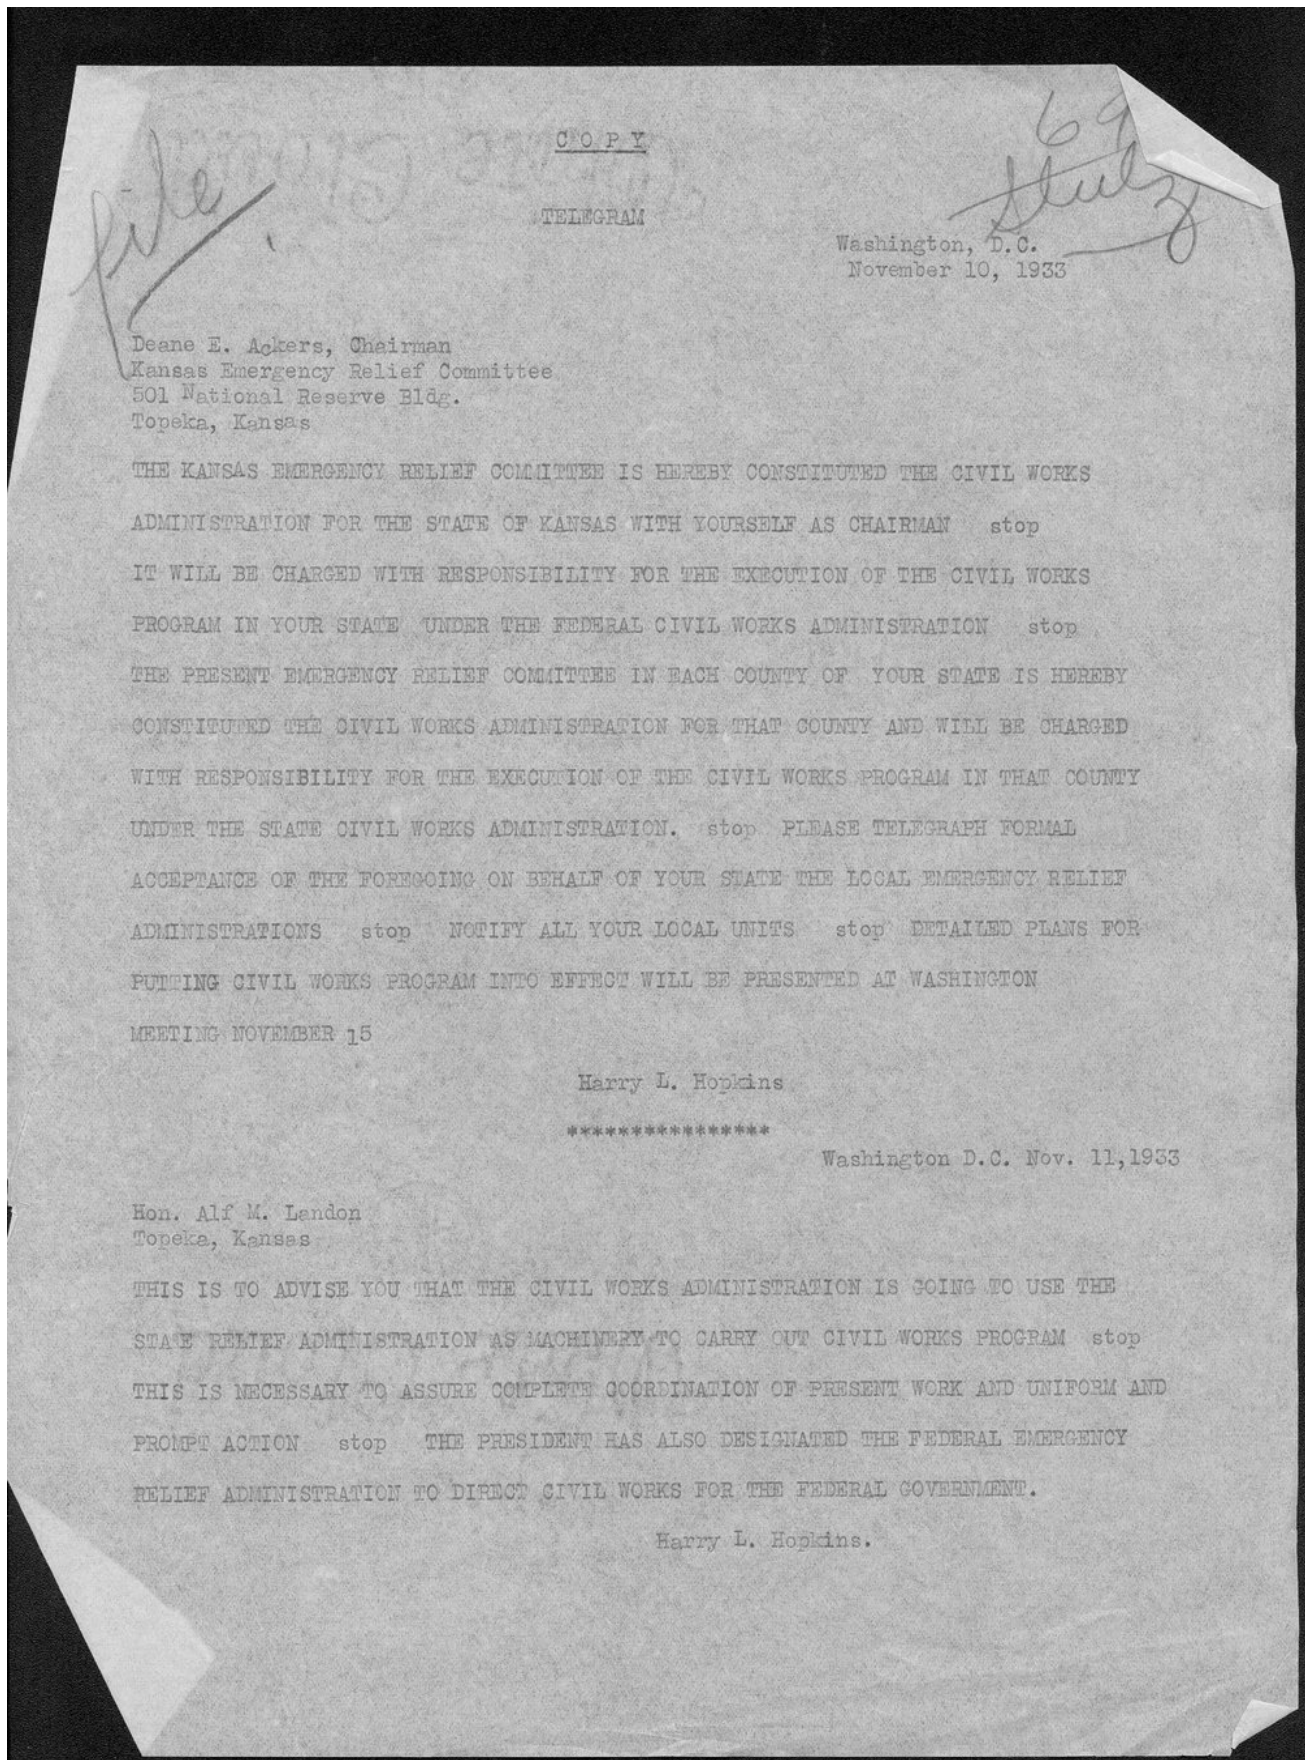 69
Stutz
file
COPY
TELEGRAM
Washington, D.C.
November 10, 1933
Deane E. Ackers, Chairman
Kansas Emergency Relief Committee
501 National Reserve Bldg.
Topeka, Kansas
THE KANSAS EMERGENCY RELIEF COMMITTEE IS HEREBY CONSTITUTED THE CIVIL WORKS
ADMINISTRATION FOR THE STATE OF KANSAS WITH YOURSELF AS CHAIRMAN stop
IT WILL BE CHARGED WITH RESPONSIBILITY FOR THE EXECUTION OF THE CIVIL WORKS
PROGRAM IN YOUR STATE UNDER THE FEDERAL CIVIL WORKS ADMINISTRATION stop
THE PRESENT EMERGENCY RELIEF COMMITTEE IN EACH COUNTY OF YOUR STATE IS HEREBY
CONSTITUTED THE CIVIL WORKS ADMINISTRATION FOR THAT COUNTY AND WILL BE CHARGED
WITH RESPONSIBILITY FOR THE EXECUTION OF THE CIVIL WORKS PROGRAM IN THAT COUNTY
UNDER THE STATE CIVIL WORKS ADMINISTRATION. stop PLEASE TELEGRAPH FORMAL
ACCEPTANCE OF THE FOREGOING ON BEHALF OF YOUR STATE THE LOCAL EMERGENCY RELIEF
ADMINISTRATIONS stop NOTIFY ALL YOUR LOCAL UNITS stop DETAILED PLANS FOR
PUTTING CIVIL WORKS PROGRAM INTO EFFECT WILL BE PRESENTED AT WASHINGTON
MEETING NOVEMBER 15
Harry L. Hopkins
****************
Washington D.C. Nov. 11,1933
Hon. Alf M. Landon
Topeka, Kansas
THIS IS TO ADVISE YOU THAT THE CIVIL WORKS ADMINISTRATION IS GOING TO USE THE
STATE RELIEF ADMINISTRATION AS MACHINERY TO CARRY OUT CIVIL WORKS PROGRAM stop
THIS IS NECESSARY TO ASSURE COMPLETE COORDINATION OF PRESENT WORK AND UNIFORM AND
PROMPT ACTION stop THE PRESIDENT HAS ALSO DESIGNATED THE FEDERAL EMERGENCY
RELIEF ADMINISTRATION TO DIRECT CIVIL WORKS FOR THE FEDERAL GOVERNMENT.
Harry L. Hopkins.